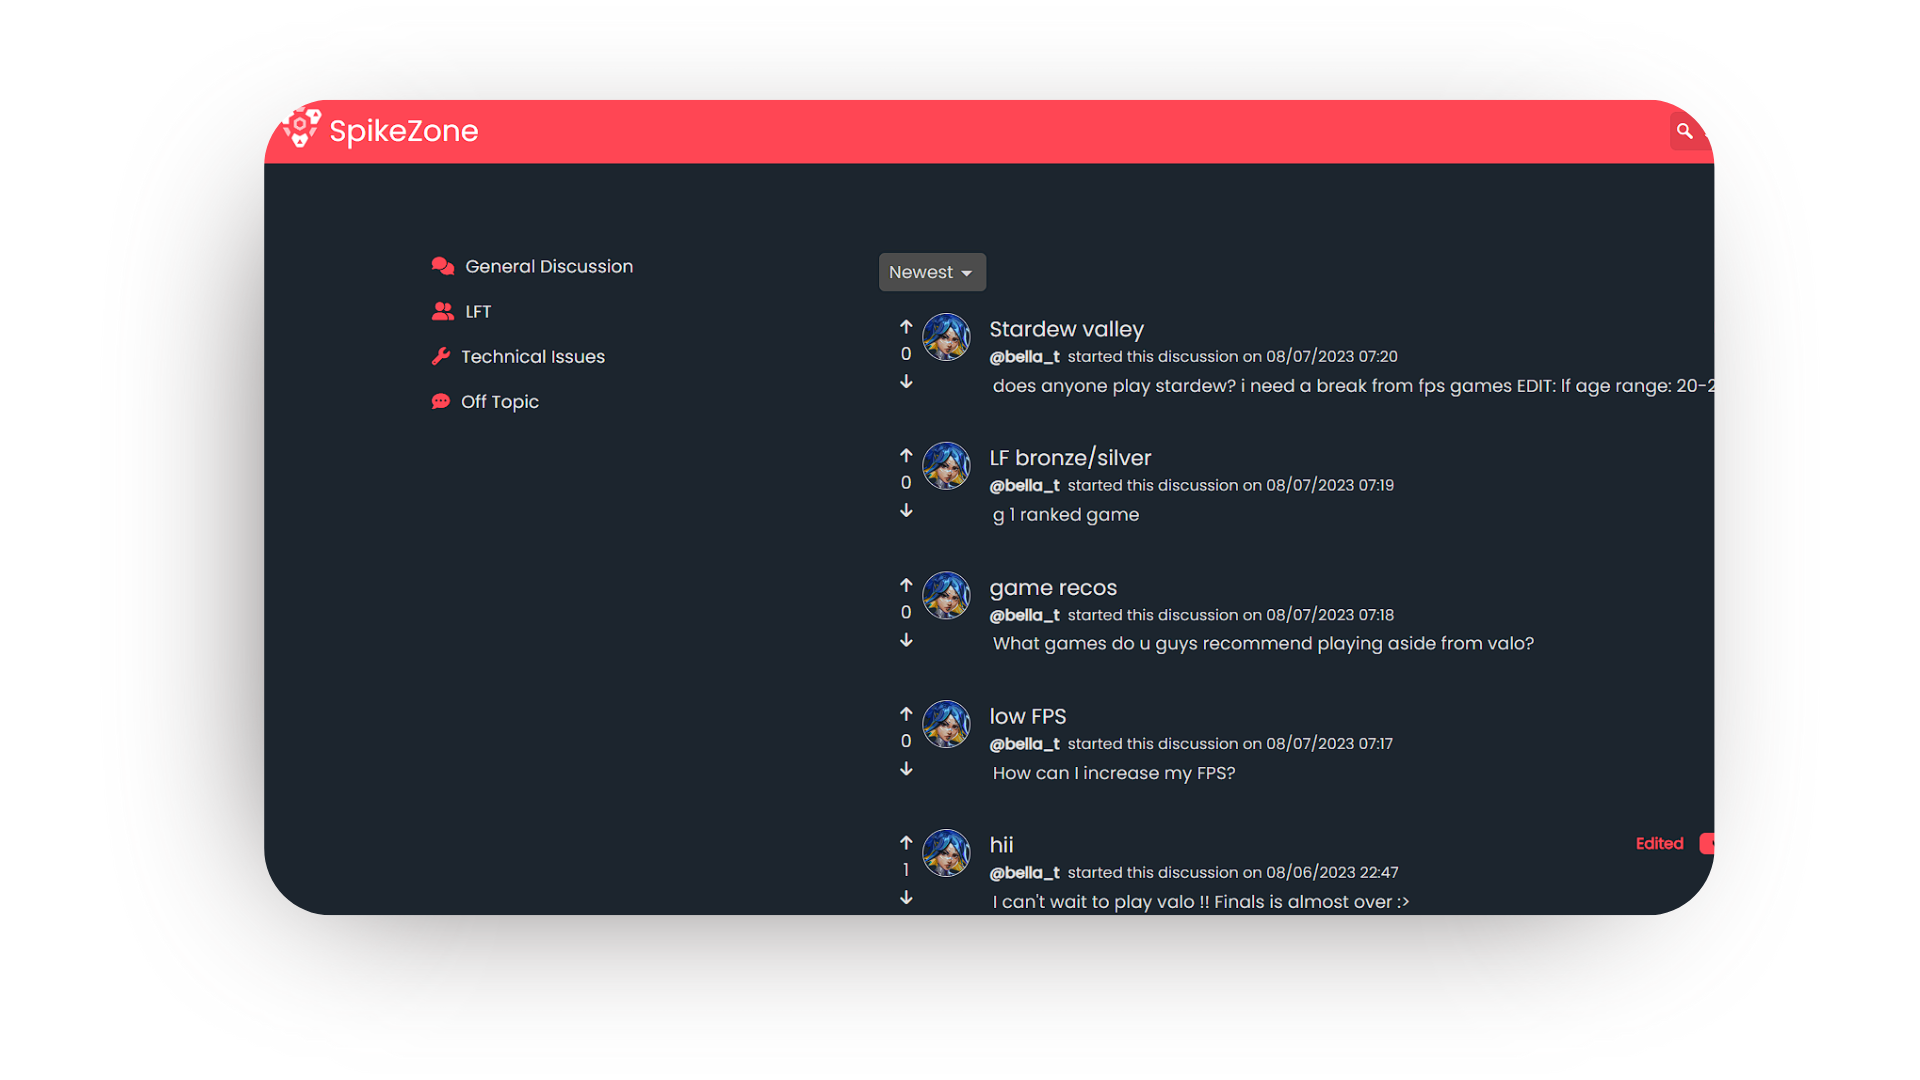 SpikeZone
General Discussion
LFT
Technical Issues
Off Topic
Newest
Stardew valley
0
@bella_t started this discussion on 08/07/2023 07:20
does anyone play stardew? i need a break from fps games EDIT: If age range: 20-2
LF bronze/silver
0
@bella_t started this discussion on 08/07/2023 07:19
g 1 ranked game
game recos
0
@bella_t started this discussion on 08/07/2023 07:18
What games do u guys recommend playing aside from valo?
low FPS
0
@bella_t started this discussion on 08/07/2023 07:17
How can I increase my FPS?
hii
Edited
1
@bella_t started this discussion on 08/06/2023 22:47
I can't wait to play valo !! Finals is almost over :>